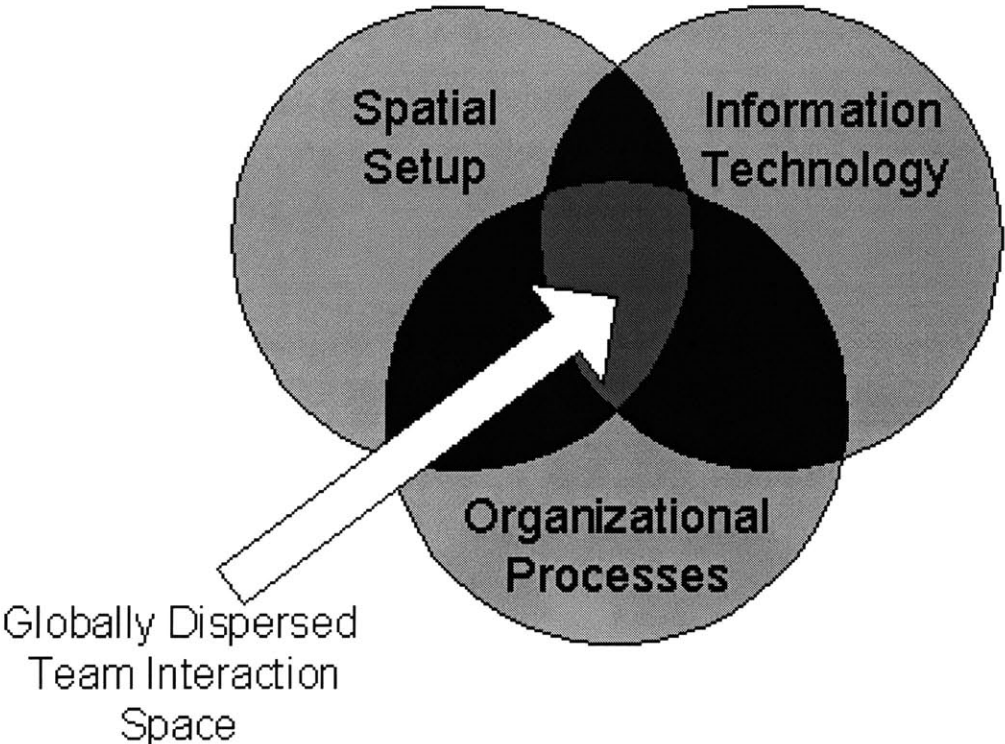 Spatial
Setup
Information
Technology
Organizational
Processes
Globally Dispersed
Team Interaction
Space